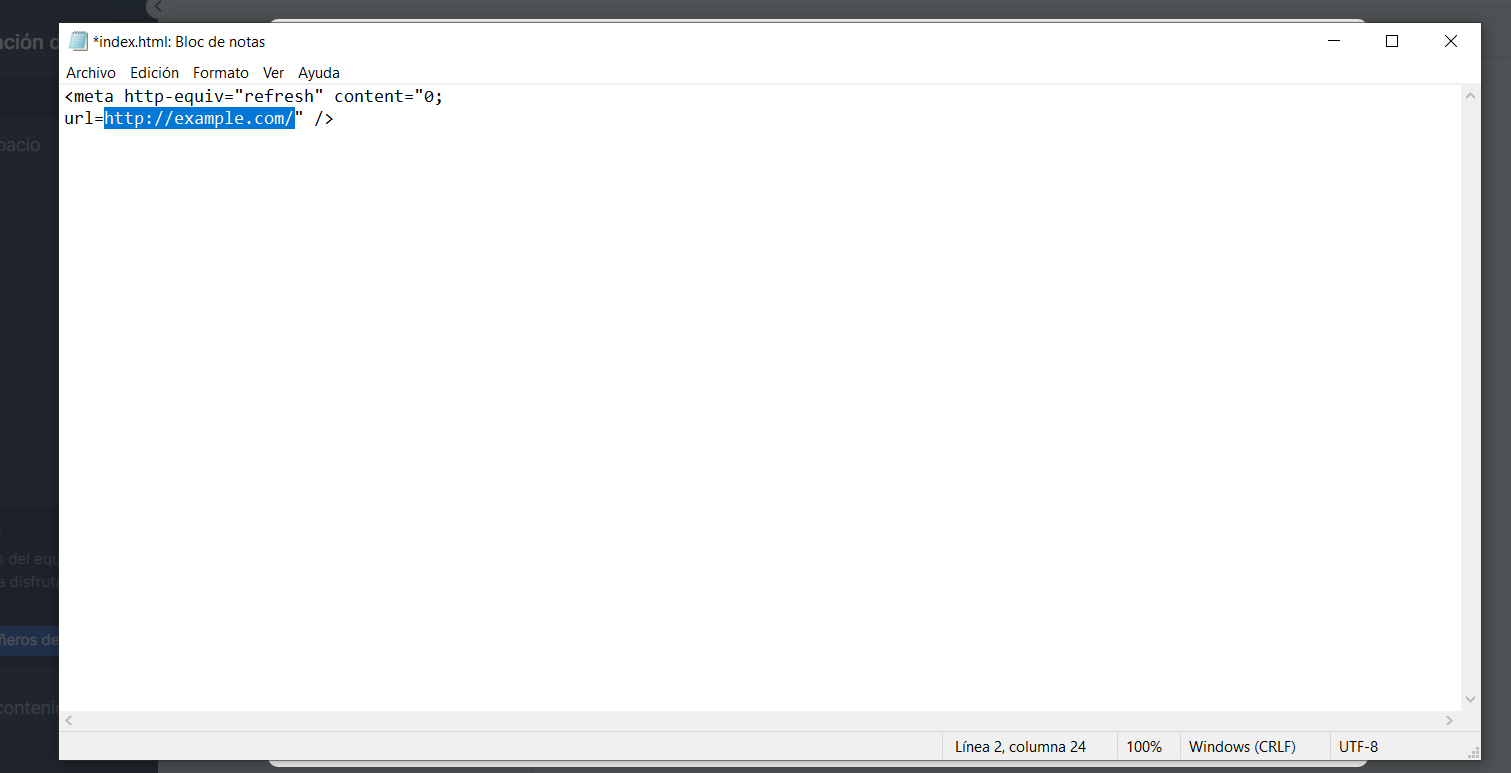 ación d
*index.html: Bloc de notas
Archivo Edición Formato Ver Ayuda
<meta http-equiv="refresh" content="0;
url=http://example.com/" />
pacio
s del equ
a disfruta
ñeros de
contenid
Línea 2, columna 24 100% Windows (CRLF) UTF-8